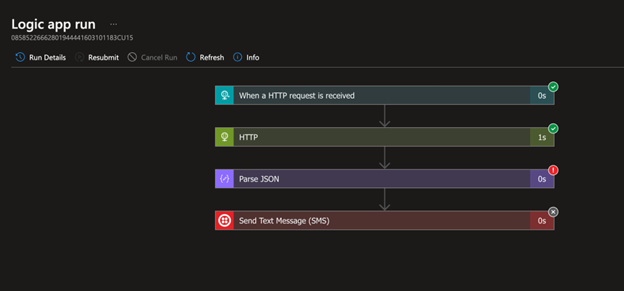 Logic app run ...
08585226662801944441603101183CU15
Run Details Resubmit Cancel Run Refresh Info
When a HTTP request is received 0s
HTTP 1s
Parse JSON 0s
Send Text Message (SMS) 0s